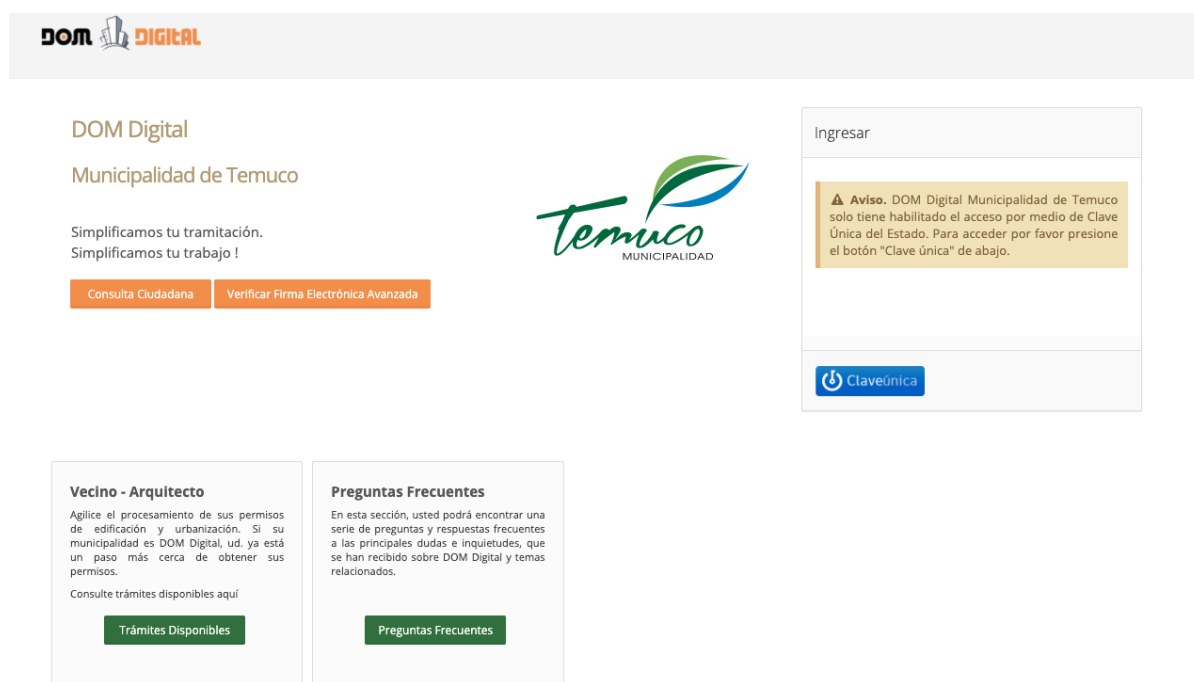 DOM DIGITAL
DOM Digital
Municipalidad de Temuco
Simplificamos tu tramitación.
Simplificamos tu trabajo !
Consulta Ciudadana
Verificar Firma Electrónica Avanzada
Temuco
MUNICIPALIDAD
Ingresar
Aviso. DOM Digital Municipalidad de Temuco
solo tiene habilitado el acceso por medio de Clave
Única del Estado. Para acceder por favor presione
el botón "Clave única" de abajo.
Claveúnica
Vecino - Arquitecto
Agilice el procesamiento de sus permisos
de edificación y urbanización. Si su
municipalidad es DOM Digital, ud. ya está
un paso más cerca de obtener sus
permisos.
Consulte trámites disponibles aquí
Trámites Disponibles
Preguntas Frecuentes
En esta sección, usted podrá encontrar una
serie de preguntas y respuestas frecuentes
a las principales dudas e inquietudes, que
se han recibido sobre DOM Digital y temas
relacionados.
Preguntas Frecuentes